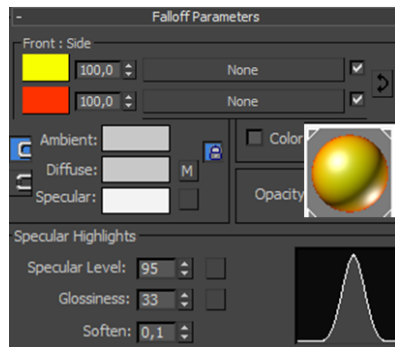 - Falloff Parameters
Front : Side
100,0 None
100,0 None
Ambient: Color
Diffuse: M
Specular: Opacity
Specular Highlights
Specular Level: 95
Glossiness: 33
Soften: 0,1